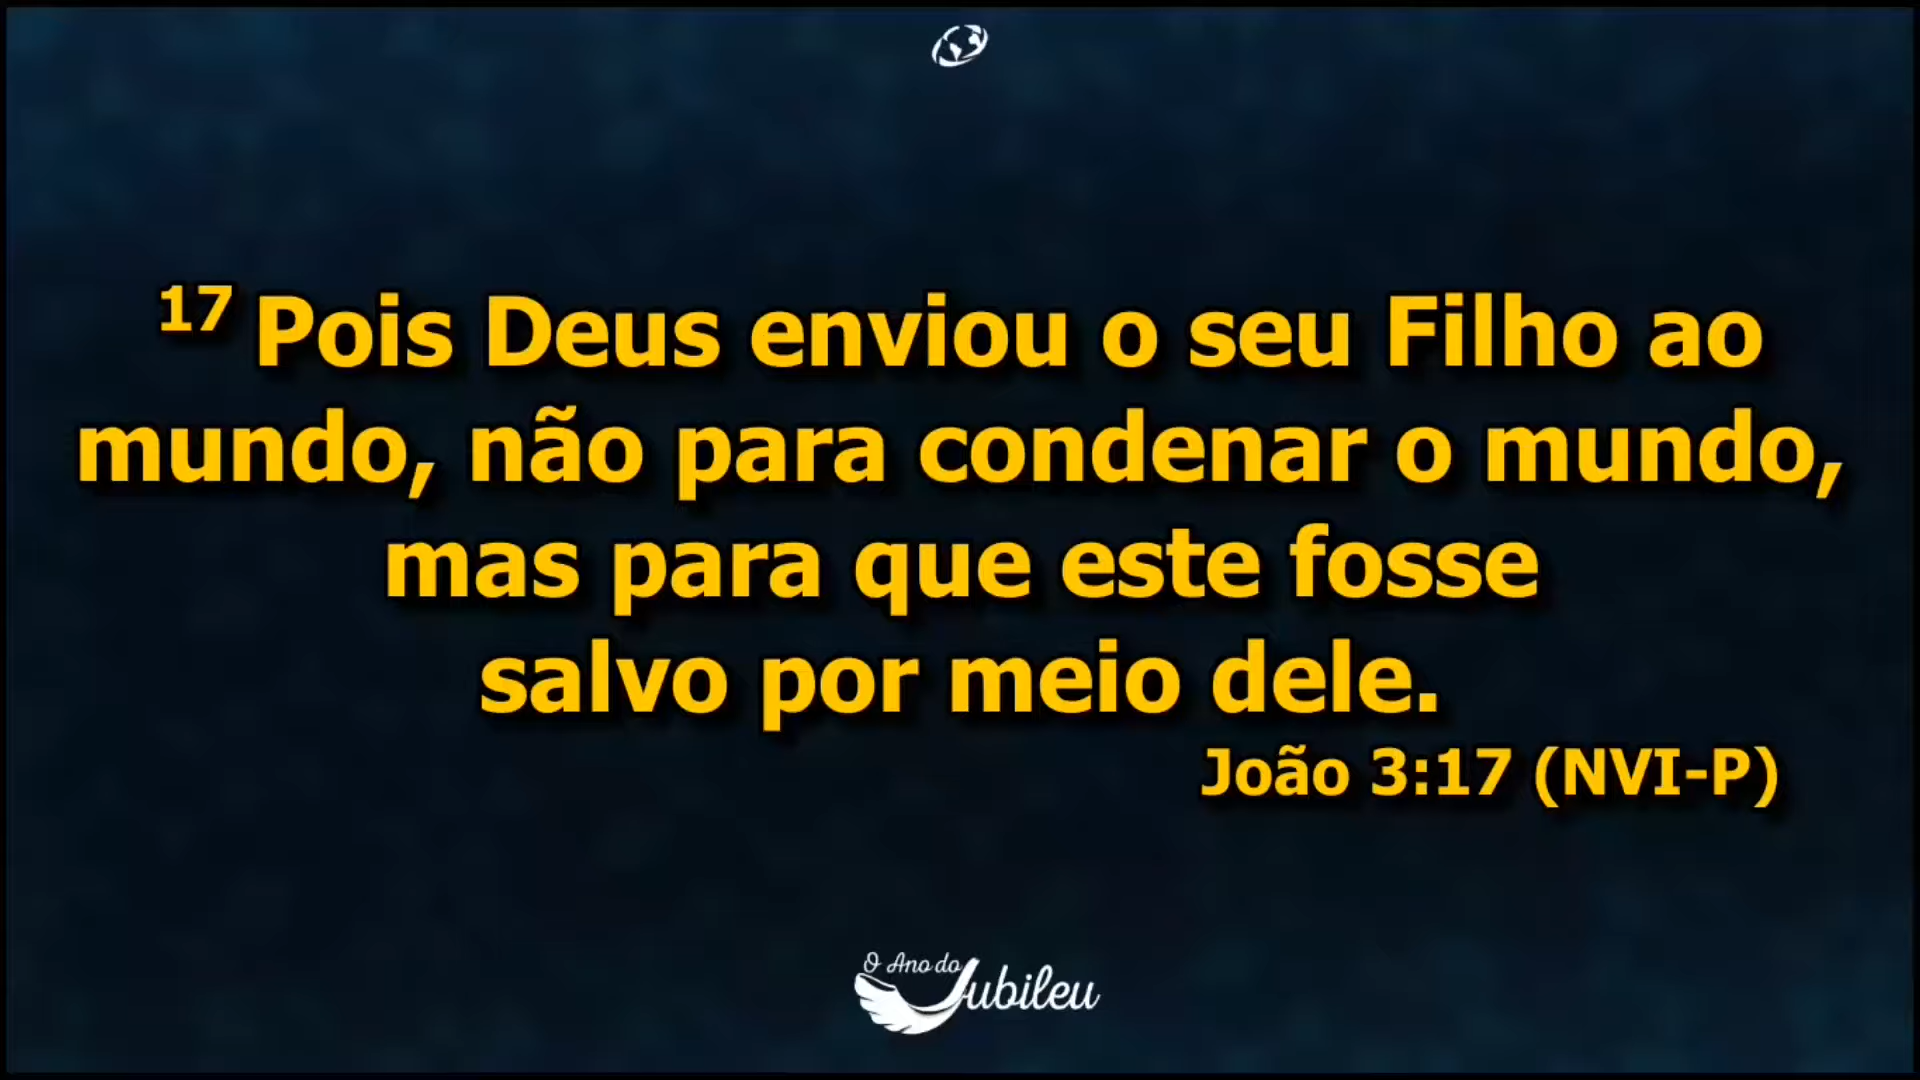 17 Pois Deus enviou o seu Filho ao
mundo, não para condenar o mundo,
mas para que este fosse
salvo por meio dele.
João 3:17 (NVI-P)
O Ano do
Jubileu